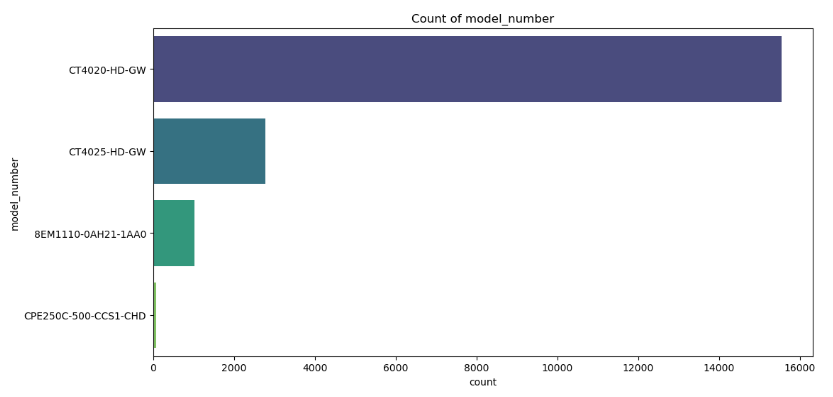 Count of model_number
model_number
CT4020-HD-GW
CT4025-HD-GW
8EM1110-0AH21-1AA0
CPE250C-500-CCS1-CHD
0 2000 4000 6000 8000 10000 12000 14000 16000
count